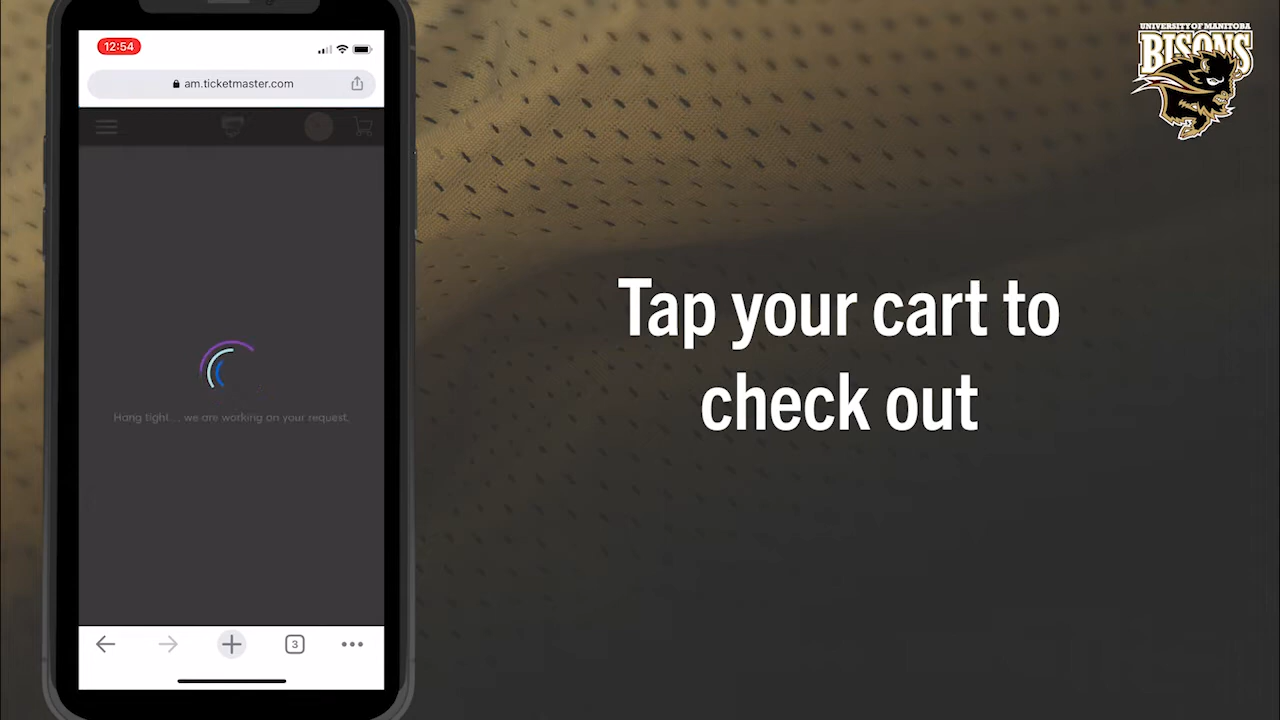 12:54
am.ticketmaster.com
Hang tight... we are working on your request.
3
UNIVERSITY OF MANITOBA
BISONS
Tap your cart to
check out